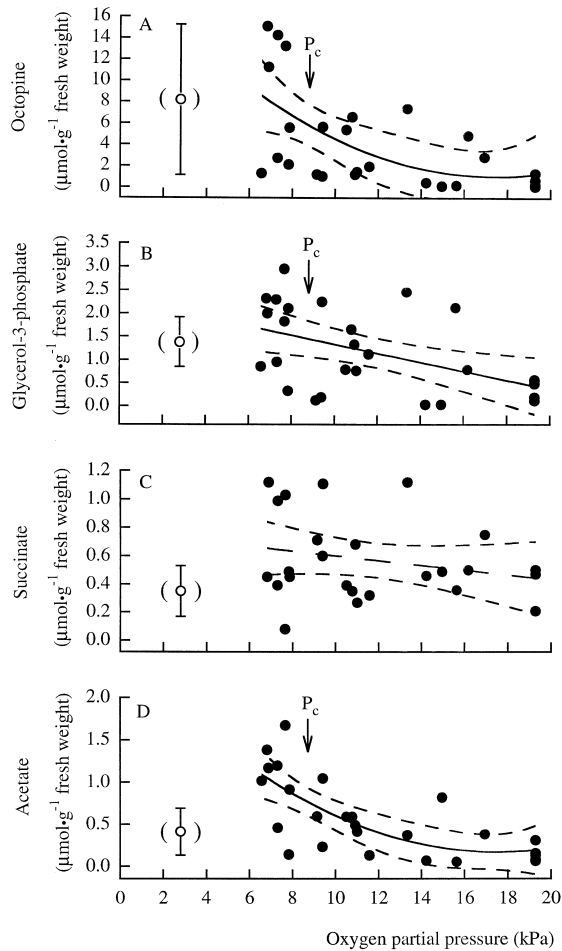 A
Octopine
(μmol•g⁻¹ fresh weight)
16
14
12
10
8
6
4
2
0
( )
Pc
B
Glycerol-3-phosphate
(μmol•g⁻¹ fresh weight)
3.5
3.0
2.5
2.0
1.5
1.0
0.5
0.0
( )
Pc
C
Succinate
(μmol•g⁻¹ fresh weight)
1.2
1.0
0.8
0.6
0.4
0.2
0.0
( )
D
Acetate
(μmol•g⁻¹ fresh weight)
2.0
1.5
1.0
0.5
0.0
( )
Pc
0 2 4 6 8 10 12 14 16 18 20
Oxygen partial pressure (kPa)